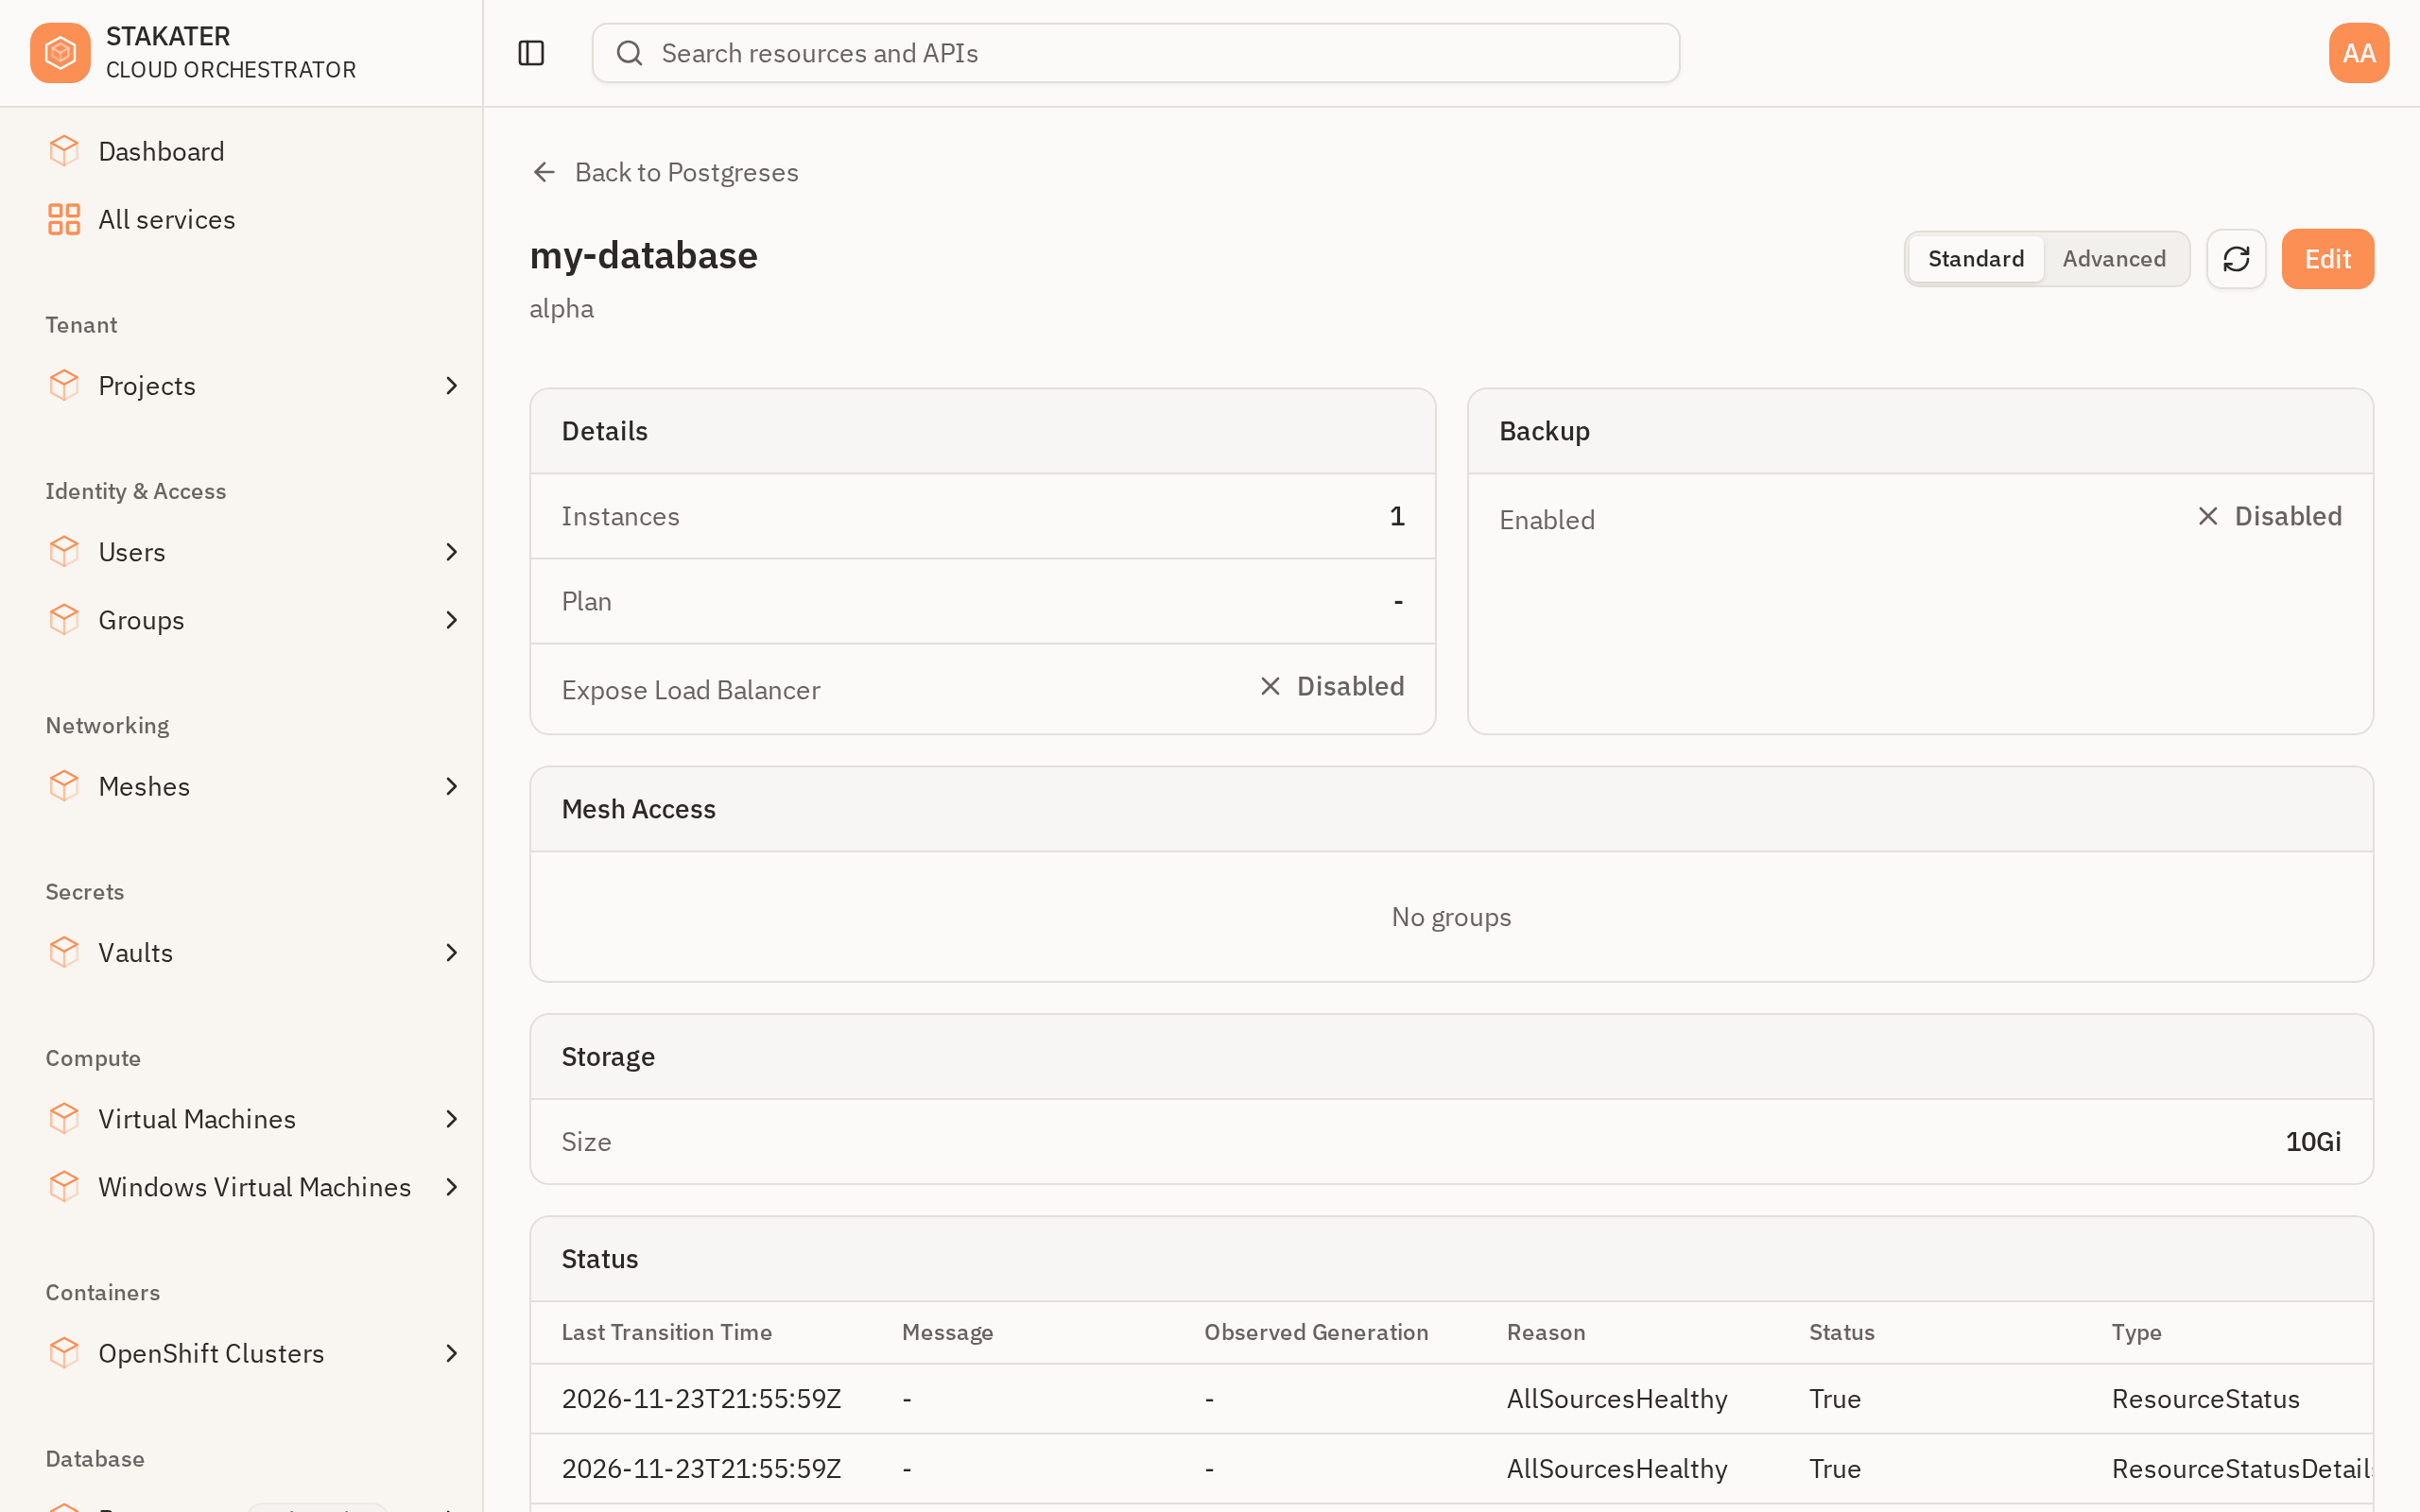 STAKATER
CLOUD ORCHESTRATOR
Search resources and APIs
AA
Dashboard
All services
Tenant
Projects
Identity & Access
Users
Groups
Networking
Meshes
Secrets
Vaults
Compute
Virtual Machines
Windows Virtual Machines
Containers
OpenShift Clusters
Database
Back to Postgreses
my-database
alpha
Standard
Advanced
Edit
Details
Instances 1
Plan -
Expose Load Balancer Disabled
Backup
Enabled Disabled
Mesh Access
No groups
Storage
Size 10Gi
Status
Last Transition Time Message Observed Generation Reason Status Type
2026-11-23T21:55:59Z - - AllSourcesHealthy True ResourceStatus
2026-11-23T21:55:59Z - - AllSourcesHealthy True ResourceStatusDetail